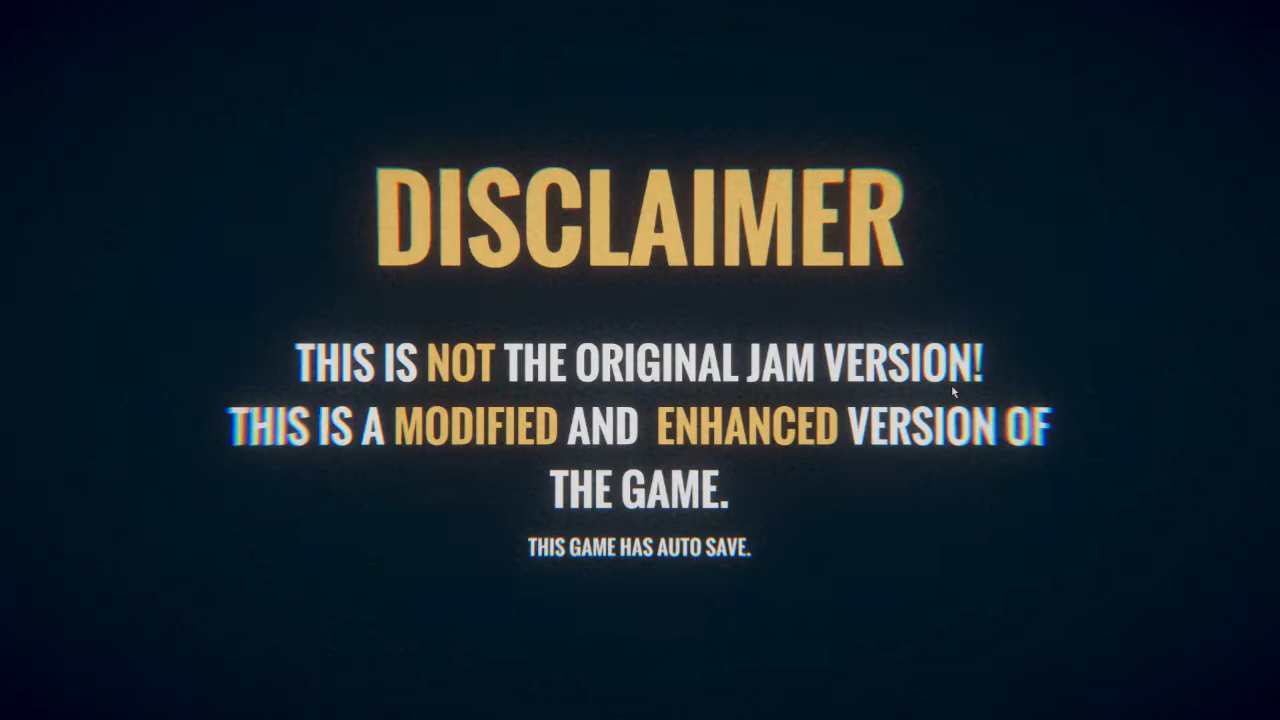 DISCLAIMER
THIS IS NOT THE ORIGINAL JAM VERSION!
THIS IS A MODIFIED AND ENHANCED VERSION OF
THE GAME.
THIS GAME HAS AUTO SAVE.